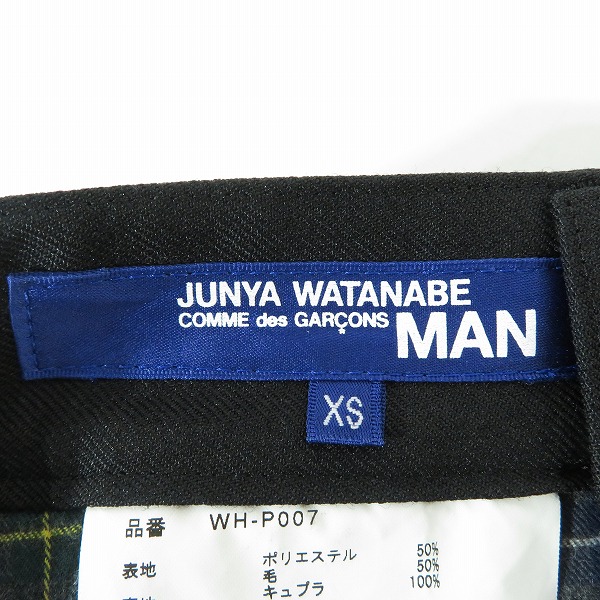 JUNYA WATANABE
COMME des GARÇONS MAN
XS
品番 WH-P007
表地 ポリエステル 50%
毛 50%
キュプラ 100%